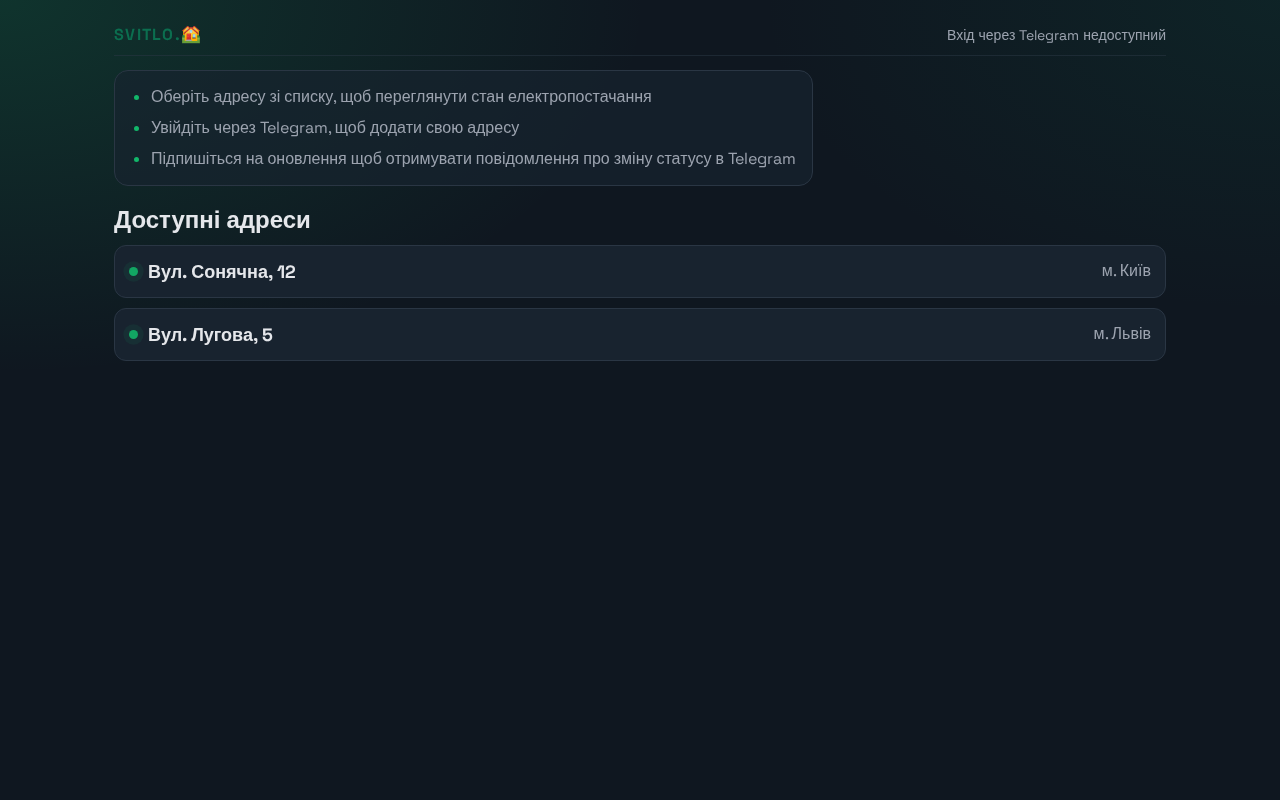 SVITLO.🏠
Вхід через Telegram недоступний
Оберіть адресу зі списку, щоб переглянути стан електропостачання
Увійдіть через Telegram, щоб додати свою адресу
Підпишіться на оновлення щоб отримувати повідомлення про зміну статусу в Telegram
Доступні адреси
Вул. Сонячна, 12
м. Київ
Вул. Лугова, 5
м. Львів